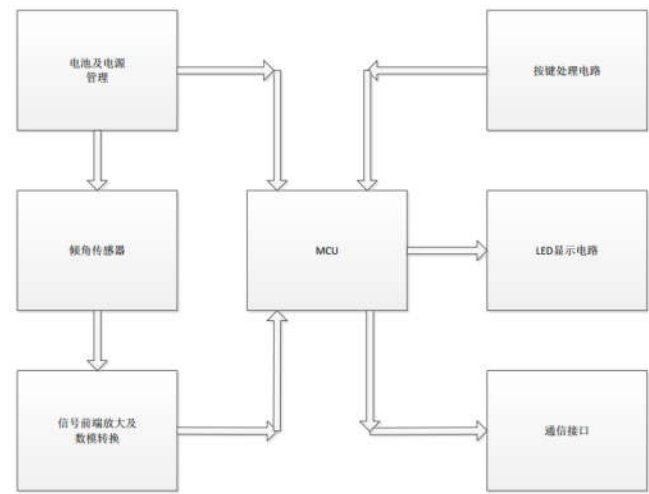 电池及电源
管理
按键处理电路
倾角传感器
MCU
LED显示电路
信号前端放大及
数模转换
通信接口